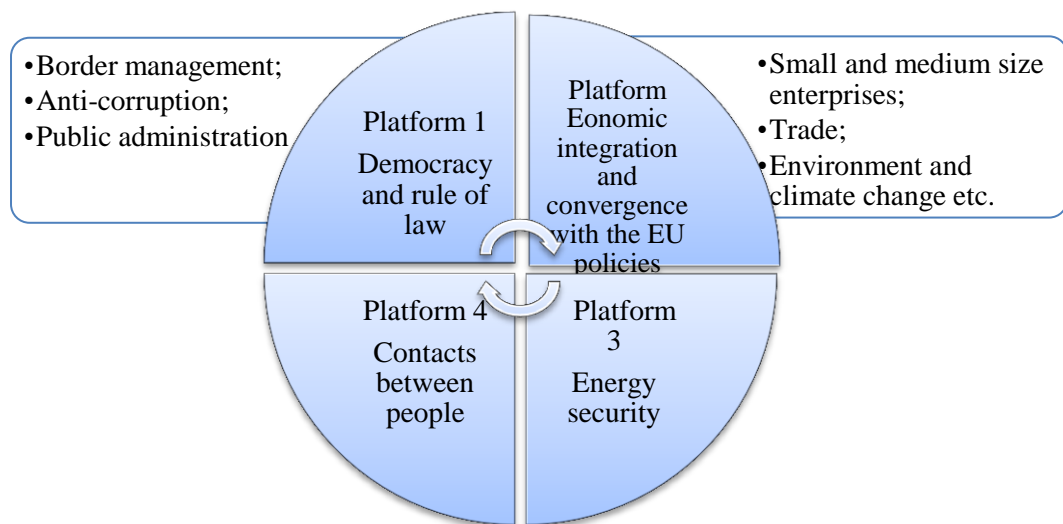 •Border management;
•Anti-corruption;
•Public administration
Platform 1
Democracy
and rule of
law
Platform
Eonomic
integration
and
convergence
with the EU
policies
•Small and medium size
enterprises;
•Trade;
•Environment and
climate change etc.
Platform 4
Contacts
between
people
Platform
3
Energy
security